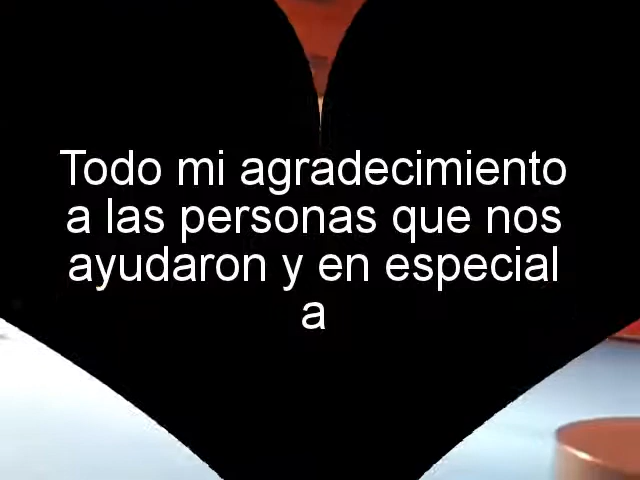 Todo mi agradecimiento
a las personas que nos
ayudaron y en especial
a